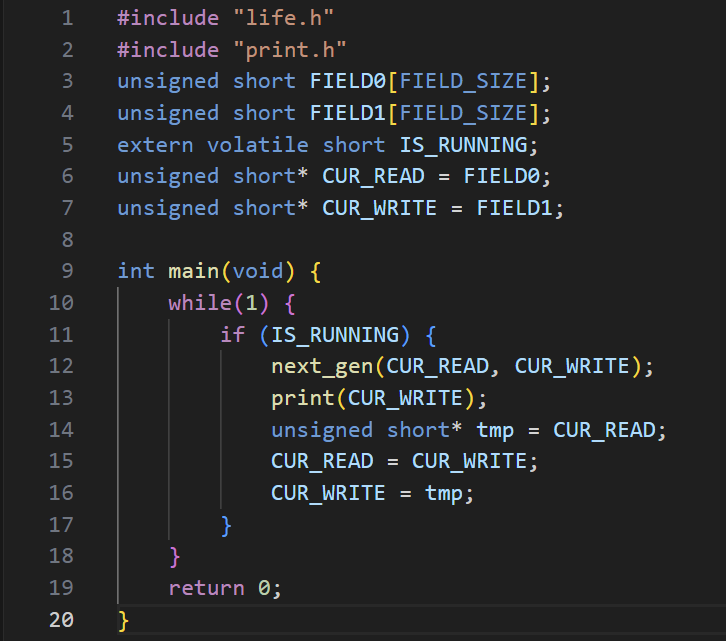 1 #include "life.h"
2 #include "print.h"
3 unsigned short FIELD0[FIELD_SIZE];
4 unsigned short FIELD1[FIELD_SIZE];
5 extern volatile short IS_RUNNING;
6 unsigned short* CUR_READ = FIELD0;
7 unsigned short* CUR_WRITE = FIELD1;
8
9 int main(void) {
10     while(1) {
11         if (IS_RUNNING) {
12             next_gen(CUR_READ, CUR_WRITE);
13             print(CUR_WRITE);
14             unsigned short* tmp = CUR_READ;
15             CUR_READ = CUR_WRITE;
16             CUR_WRITE = tmp;
17         }
18     }
19     return 0;
20 }